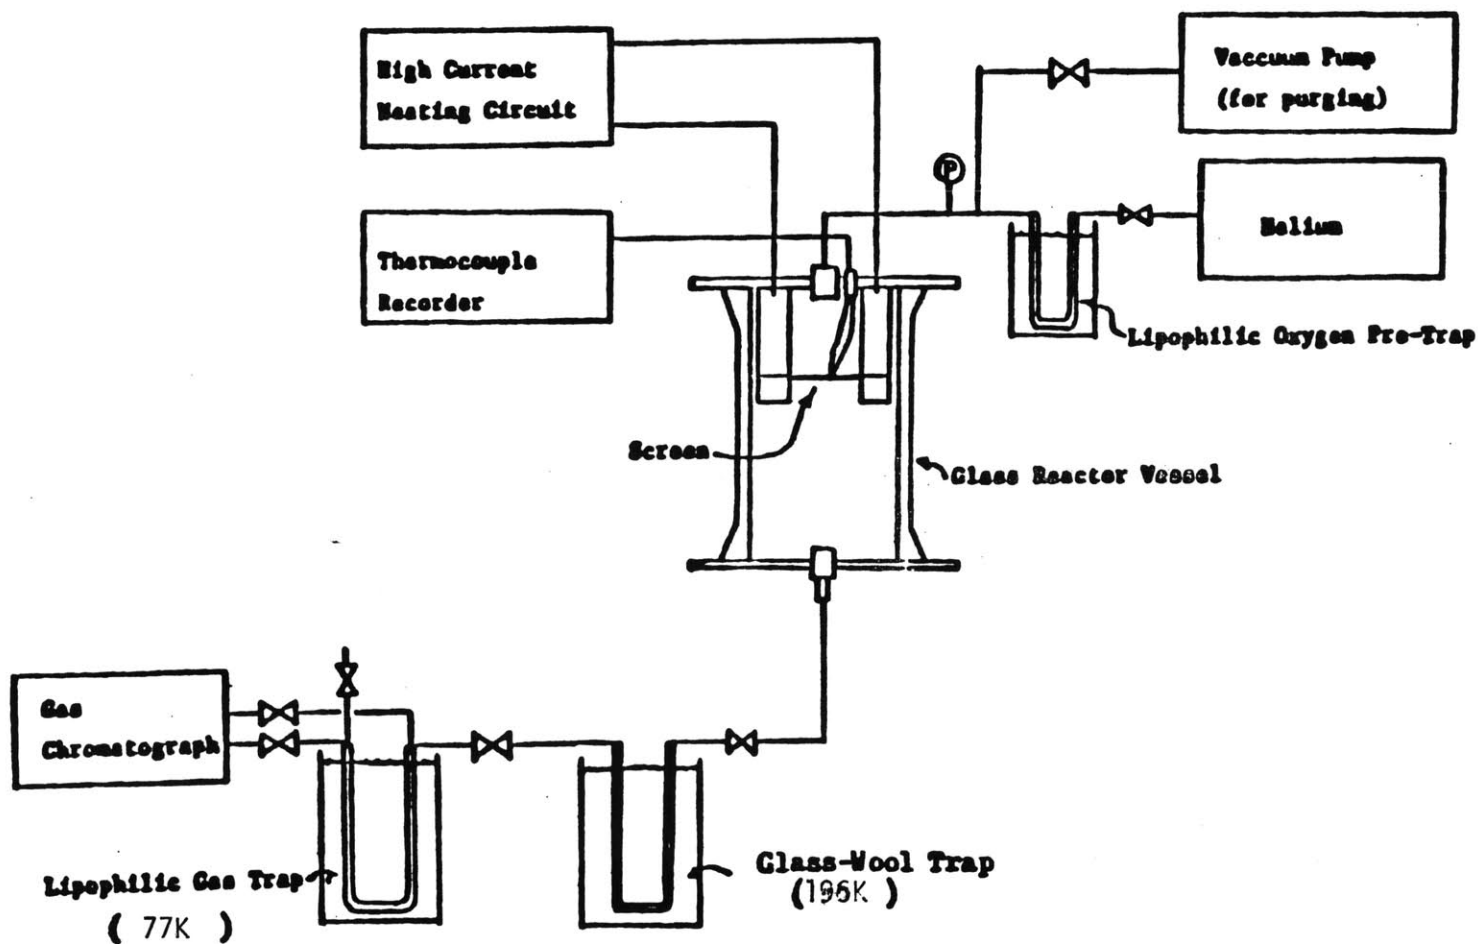 High Current
Heating Circuit
Vaccuum Pump
(for purging)
P
Helium
Thermocouple
Recorder
Lipophilic Oxygen Pre-Trap
Screen
Glass Reactor Vessel
Gas
Chromatograph
Glass-Wool Trap
(196K)
Lipophilic Gas Trap
( 77K )